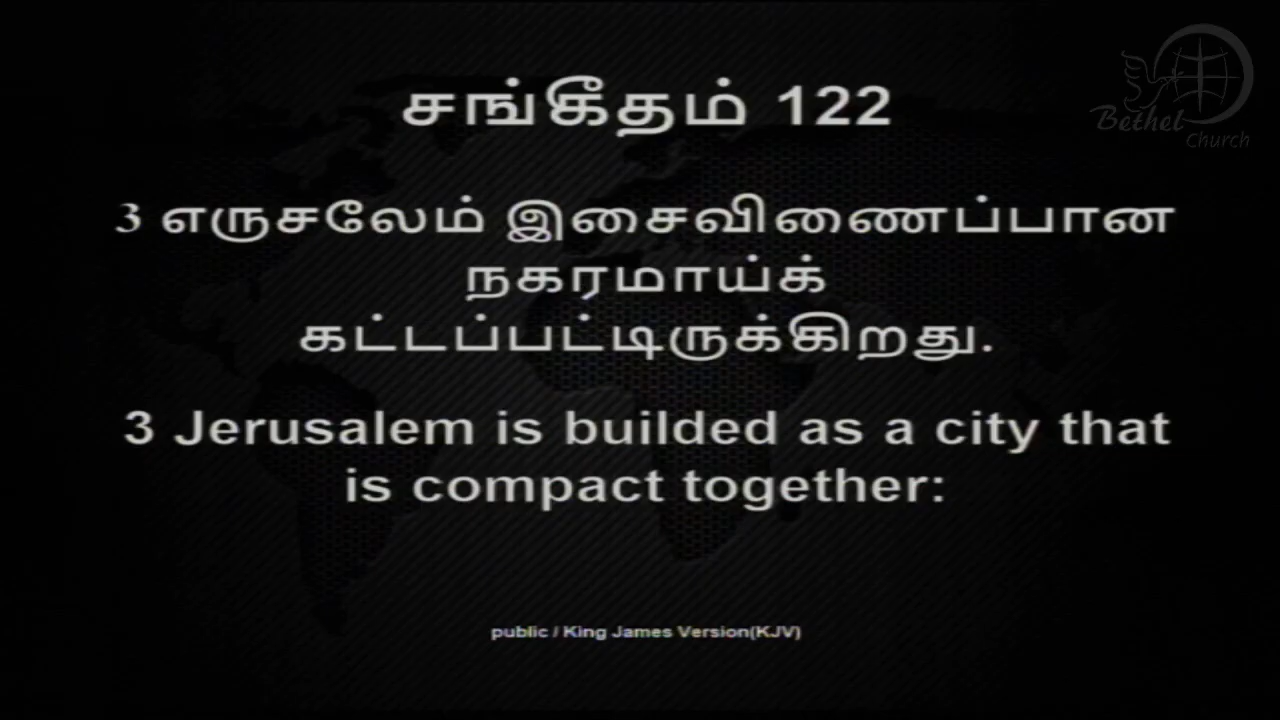 Bethel
Church
சங்கீதம் 122
3 எருசலேம் இசைவிணைப்பான
நகரமாய்க்
கட்டப்பட்டிருக்கிறது.
3 Jerusalem is builded as a city that
is compact together:
public / King James Version(KJV)